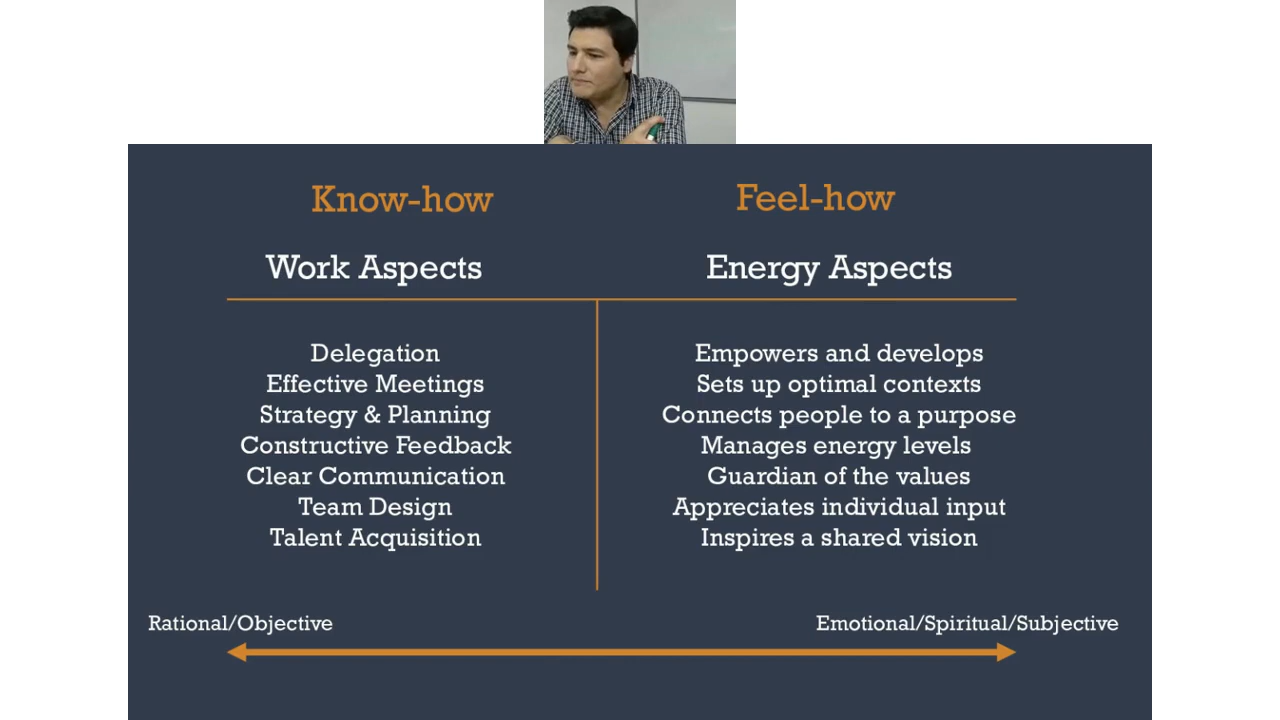 Know-how
Feel-how
Work Aspects
Energy Aspects
Delegation
Effective Meetings
Strategy & Planning
Constructive Feedback
Clear Communication
Team Design
Talent Acquisition
Empowers and develops
Sets up optimal contexts
Connects people to a purpose
Manages energy levels
Guardian of the values
Appreciates individual input
Inspires a shared vision
Rational/Objective
Emotional/Spiritual/Subjective